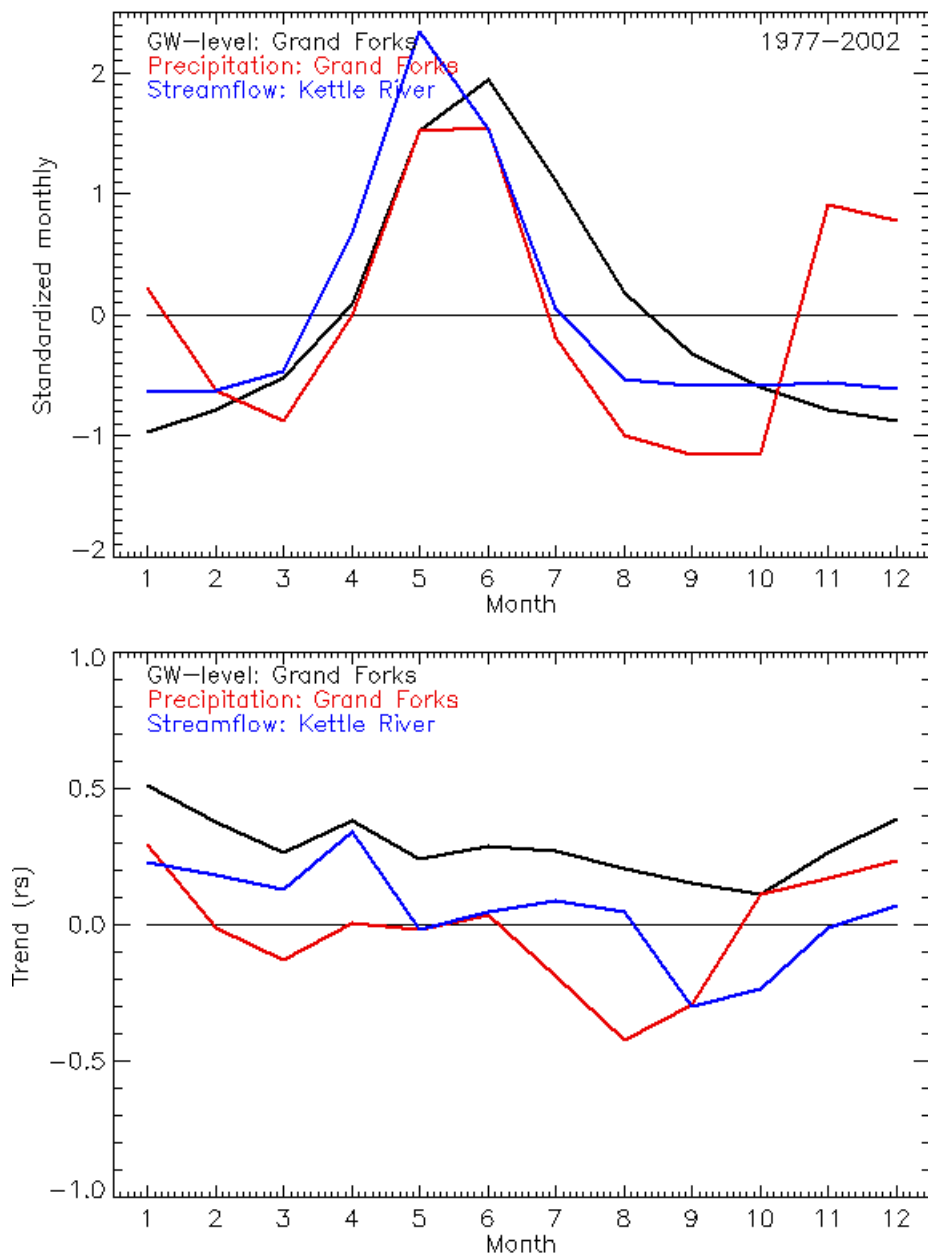 GW-level: Grand Forks
1977-2002
Precipitation: Grand Forks
Streamflow: Kettle River
2
1
0
-1
-2
Standardized monthly
1 2 3 4 5 6 7 8 9 10 11 12
Month
GW-level: Grand Forks
Precipitation: Grand Forks
Streamflow: Kettle River
1.0
0.5
0.0
-0.5
-1.0
Trend (rs)
1 2 3 4 5 6 7 8 9 10 11 12
Month